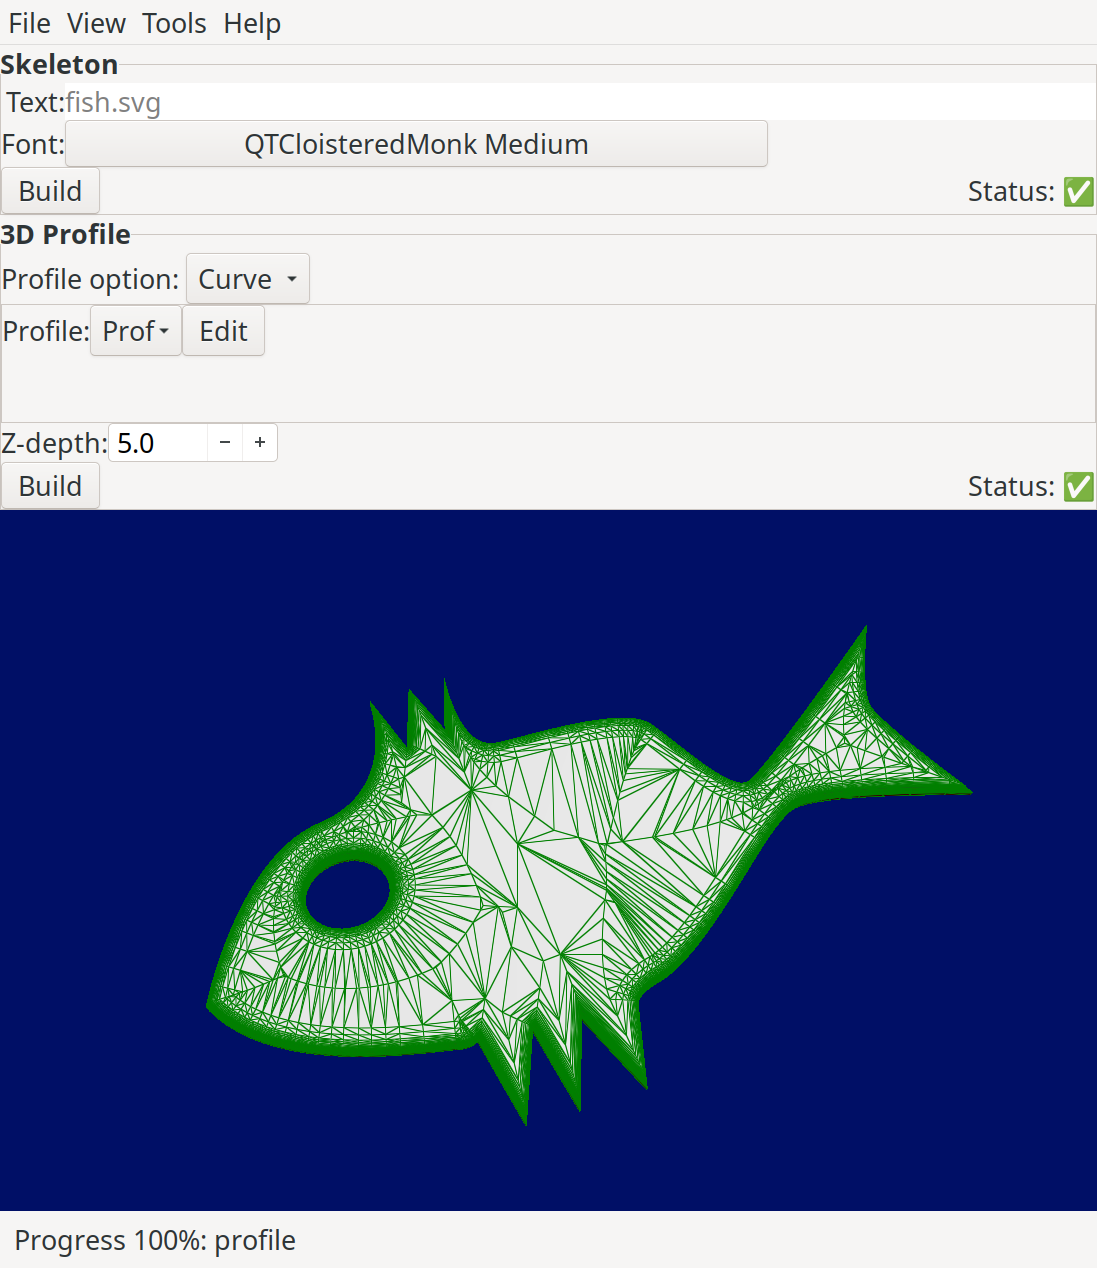 File View Tools Help
Skeleton
Text: fish.svg
Font: QTCloisteredMonk Medium
Build Status: ✅
3D Profile
Profile option: Curve
Profile: Prof Edit
Z-depth: 5.0 − +
Build Status: ✅
Progress 100%: profile